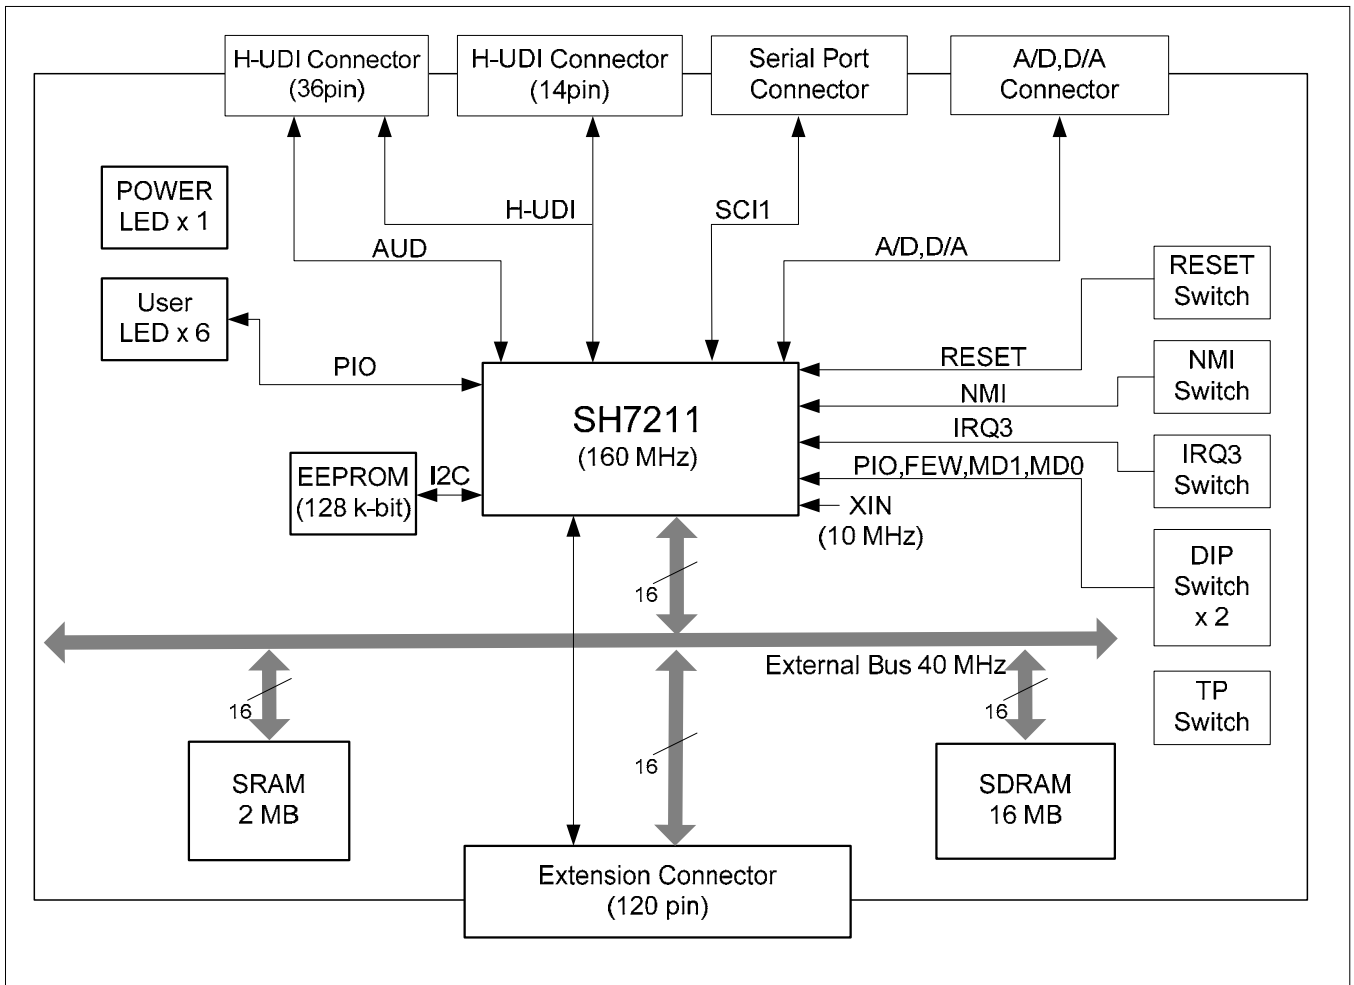 H-UDI Connector
(36pin)
H-UDI Connector
(14pin)
Serial Port
Connector
A/D,D/A
Connector
POWER
LED x 1
H-UDI
SCI1
AUD
A/D,D/A
RESET
Switch
User
LED x 6
PIO
RESET
NMI
Switch
NMI
SH7211
(160 MHz)
IRQ3
IRQ3
Switch
EEPROM
(128 k-bit)
I2C
PIO,FEW,MD1,MD0
XIN
(10 MHz)
DIP
Switch
x 2
16
External Bus 40 MHz
TP
Switch
16
16
16
SRAM
2 MB
SDRAM
16 MB
Extension Connector
(120 pin)